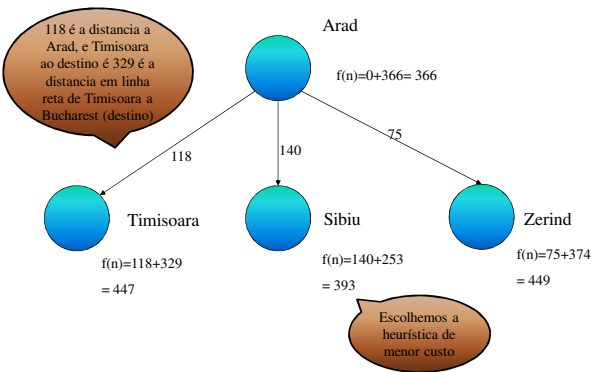 118 é a distancia a
Arad, e Timisoara
ao destino é 329 é a
distancia em linha
reta de Timisoara a
Bucharest (destino)
Arad
f(n)=0+366= 366
118
140
75
Timisoara
f(n)=118+329
= 447
Sibiu
f(n)=140+253
= 393
Zerind
f(n)=75+374
= 449
Escolhemos a
heurística de
menor custo